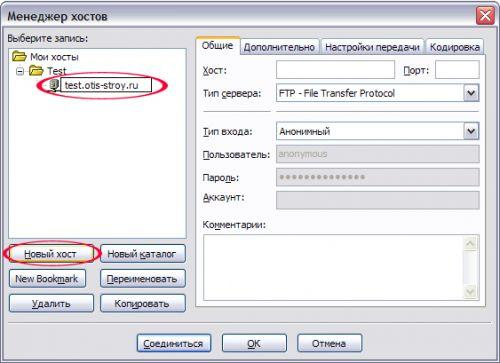 Менеджер хостов
Выберите запись:
Мои хосты
Test
test.otis-stroy.ru
Новый хост
Новый каталог
New Bookmark
Переименовать
Удалить
Копировать
Общие
Дополнительно
Настройки передачи
Кодировка
Хост:
Порт:
Тип сервера:
FTP - File Transfer Protocol
Тип входа:
Анонимный
Пользователь:
anonymous
Пароль:
Аккаунт:
Комментарии:
Соединиться
OK
Отмена